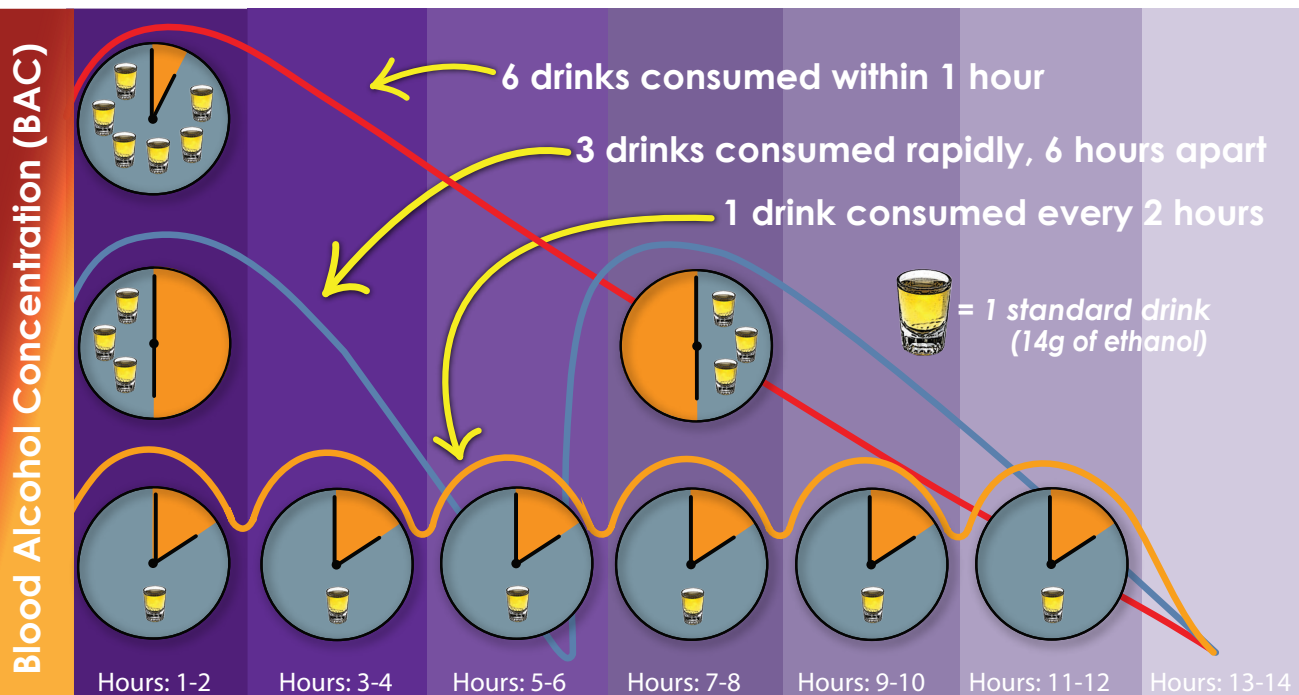 Blood Alcohol Concentration (BAC)
6 drinks consumed within 1 hour
3 drinks consumed rapidly, 6 hours apart
1 drink consumed every 2 hours
= 1 standard drink
(14g of ethanol)
Hours: 1-2
Hours: 3-4
Hours: 5-6
Hours: 7-8
Hours: 9-10
Hours: 11-12
Hours: 13-14